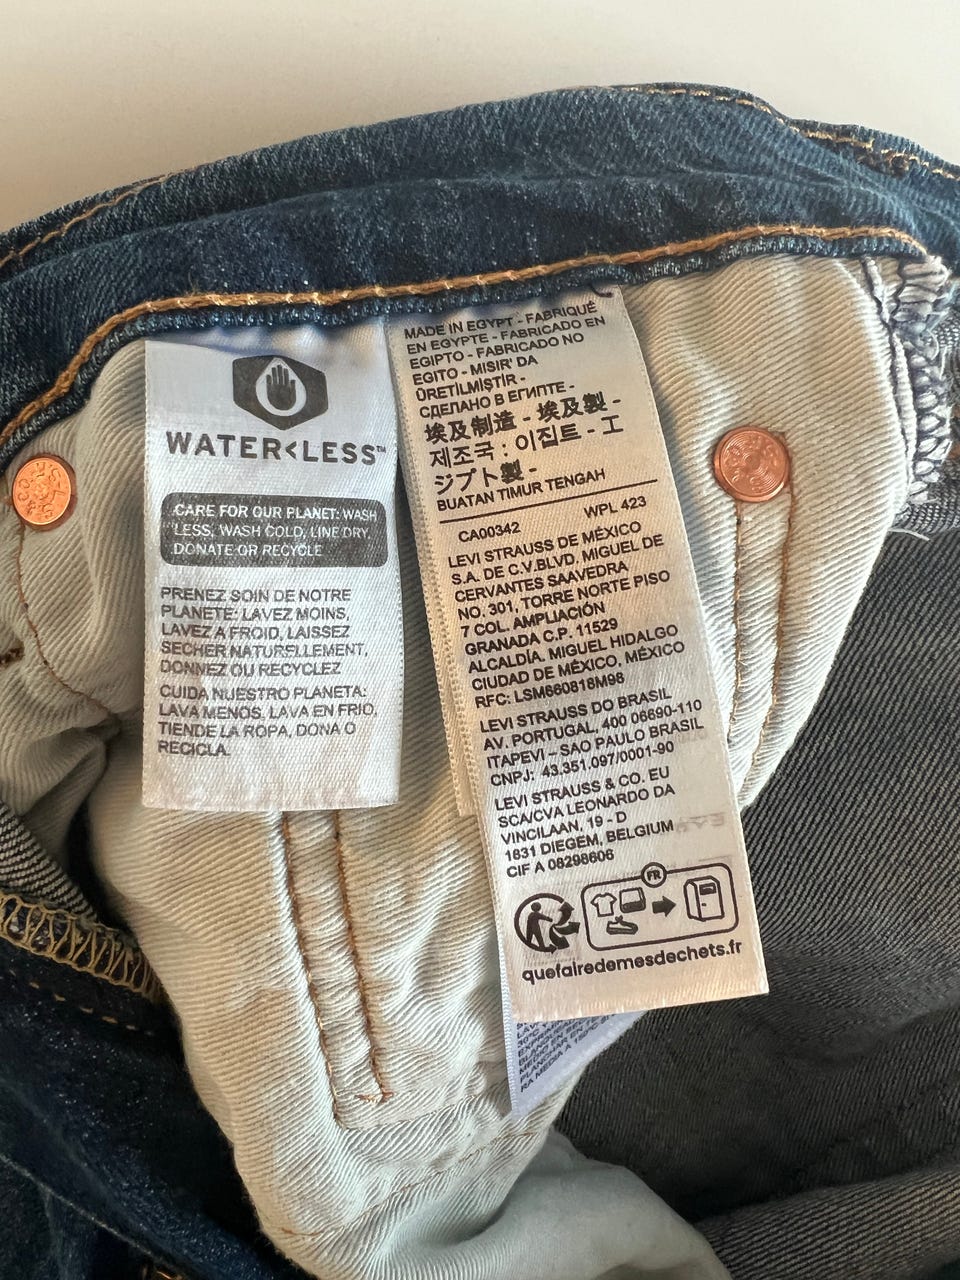 WATER<LESS™
CARE FOR OUR PLANET: WASH
LESS, WASH COLD, LINE DRY,
DONATE OR RECYCLE
PRENEZ SOIN DE NOTRE
PLANÈTE: LAVEZ MOINS,
LAVEZ A FROID, LAISSEZ
SECHER NATURELLEMENT,
DONNEZ OU RECYCLEZ
CUIDA NUESTRO PLANETA:
LAVA MENOS, LAVA EN FRIO,
TIENDE LA ROPA, DONA O
RECICLA.
MADE IN EGYPT - FABRIQUÉ
EN EGYPTE - FABRICADO EN
EGIPTO - FABRICADO NO
EGITO - MISIR' DA
ÜRETİLMİŞTİR -
СДЕЛАНО В ЕГИПТЕ -
埃及制造 - 埃及製 -
제조국 : 이집트 - エ
ジプト製 -
BUATAN TIMUR TENGAH
CA00342 WPL 423
LEVI STRAUSS DE MÉXICO
S.A. DE C.V.BLVD, MIGUEL DE
CERVANTES SAAVEDRA
NO. 301, TORRE NORTE PISO
7 COL. AMPLIACIÓN
GRANADA C.P. 11529
ALCALDÍA. MIGUEL HIDALGO
CIUDAD DE MÉXICO, MÉXICO
RFC: LSM660818M98
LEVI STRAUSS DO BRASIL
AV. PORTUGAL, 400 06690-110
ITAPEVI – SAO PAULO BRASIL
CNPJ: 43.351.097/0001-90
LEVI STRAUSS & CO. EU
SCA/CVA LEONARDO DA
VINCILAAN, 19 - D
1831 DIEGEM, BELGIUM
CIF A 08298606
FR
quefairedemesdechets.fr